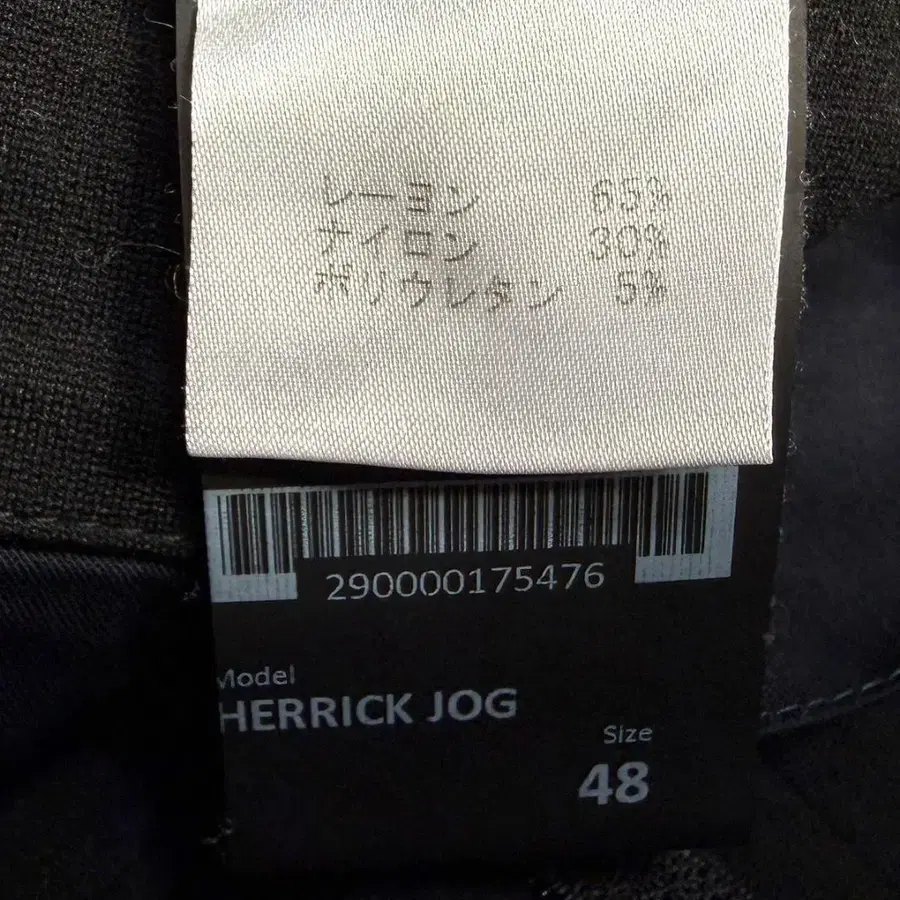 レーヨン 65%
ナイロン 30%
ポリウレタン 5%
290000175476
Model
HERRICK JOG
Size
48